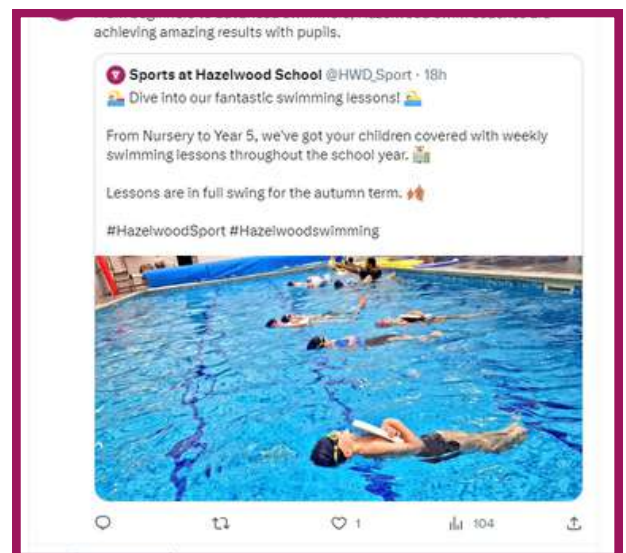 achieving amazing results with pupils.
Sports at Hazelwood School @HWD_Sport · 18h
Dive into our fantastic swimming lessons!
From Nursery to Year 5, we've got your children covered with weekly
swimming lessons throughout the school year.
Lessons are in full swing for the autumn term.
#HazelwoodSport #Hazelwoodswimming
1 104